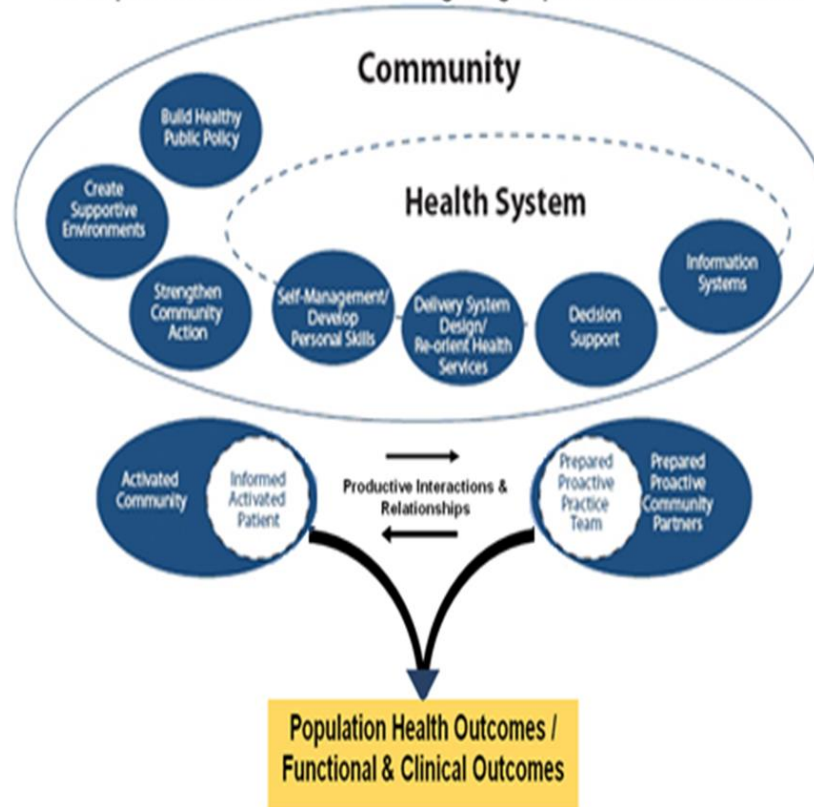 Community
Build Healthy
Public Policy
Create
Supportive
Environments
Strengthen
Community
Action
Health System
Self-Management/
Develop
Personal Skills
Delivery System
Design/
Re-orient Health
Services
Decision
Support
Information
Systems
Activated
Community
Informed
Activated
Patient
Productive Interactions &
Relationships
Prepared
Proactive
Practice
Team
Prepared
Proactive
Community
Partners
Population Health Outcomes /
Functional & Clinical Outcomes